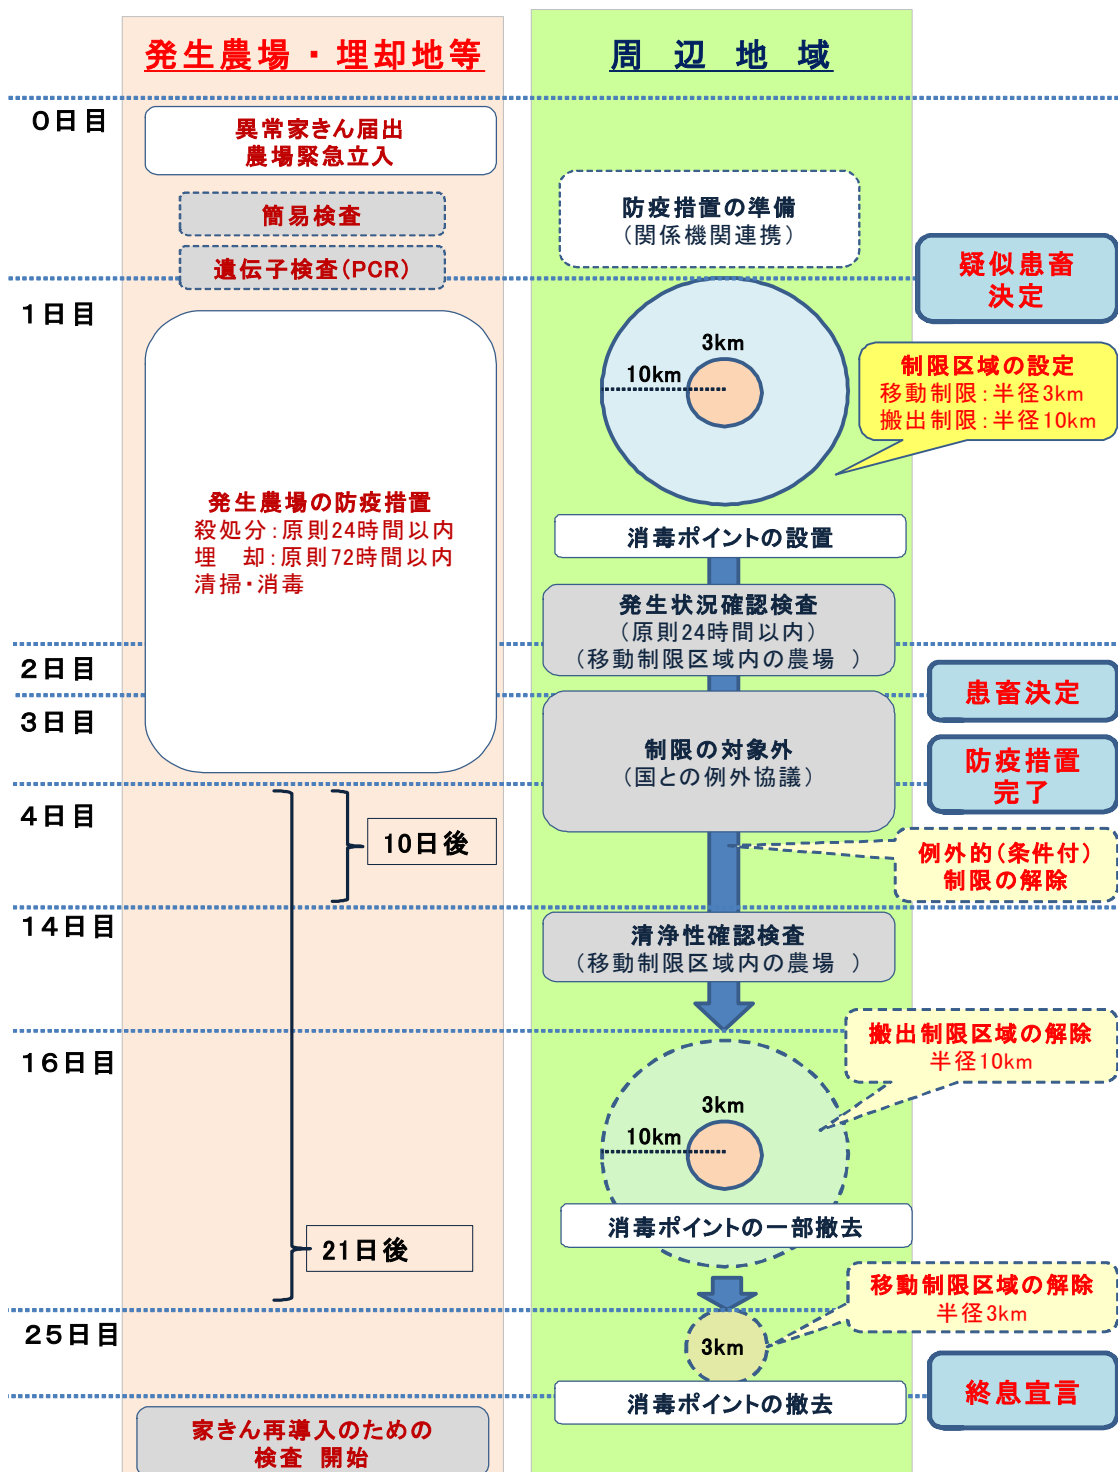 発生農場・埋却地等
周辺地域
0日目
異常家きん届出
農場緊急立入
簡易検査
遺伝子検査(PCR)
防疫措置の準備
(関係機関連携)
疑似患畜
決定
1日目
3km
10km
制限区域の設定
移動制限:半径3km
搬出制限:半径10km
発生農場の防疫措置
殺処分:原則24時間以内
埋 却:原則72時間以内
清掃・消毒
消毒ポイントの設置
発生状況確認検査
(原則24時間以内)
(移動制限区域内の農場 )
2日目
患畜決定
3日目
制限の対象外
(国との例外協議)
防疫措置
完了
4日目
10日後
例外的(条件付)
制限の解除
14日目
清浄性確認検査
(移動制限区域内の農場 )
16日目
搬出制限区域の解除
半径10km
3km
10km
消毒ポイントの一部撤去
21日後
移動制限区域の解除
半径3km
25日目
3km
終息宣言
消毒ポイントの撤去
家きん再導入のための
検査 開始